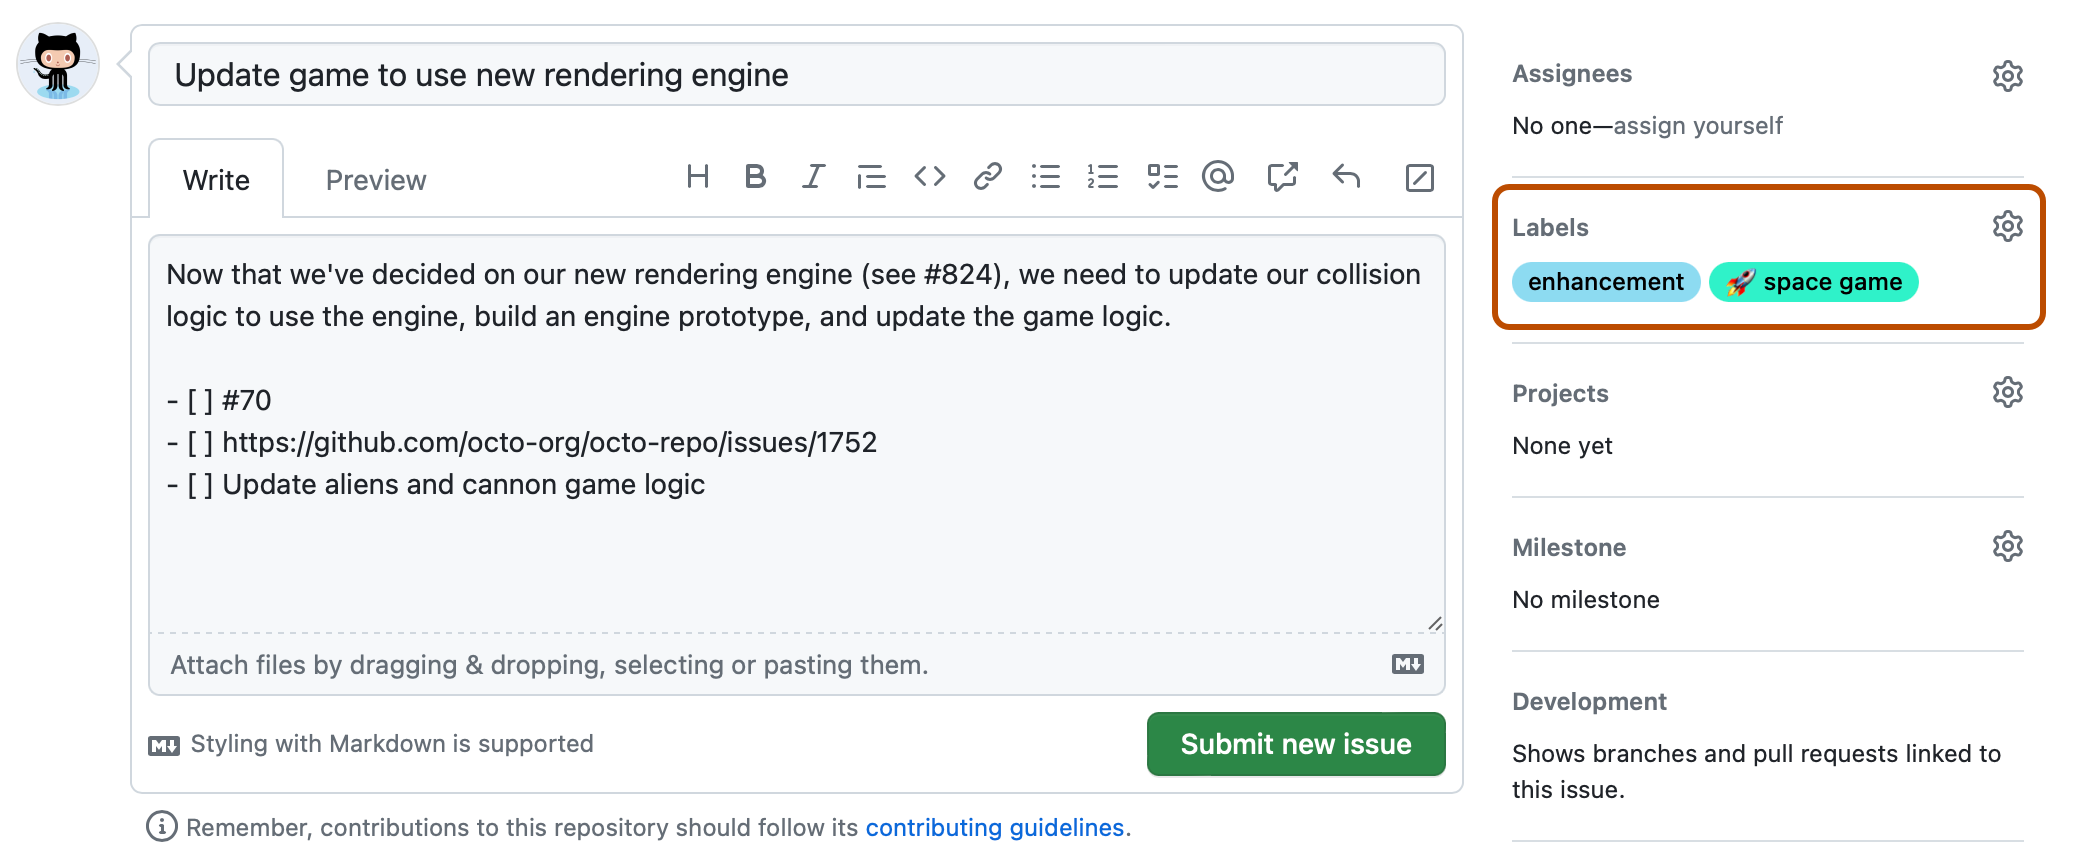 Update game to use new rendering engine
Write
Preview
Now that we've decided on our new rendering engine (see #824), we need to update our collision
logic to use the engine, build an engine prototype, and update the game logic.
- [ ] #70
- [ ] https://github.com/octo-org/octo-repo/issues/1752
- [ ] Update aliens and cannon game logic
Attach files by dragging & dropping, selecting or pasting them.
Styling with Markdown is supported
Submit new issue
Remember, contributions to this repository should follow its contributing guidelines.
Assignees
No one—assign yourself
Labels
enhancement
🚀 space game
Projects
None yet
Milestone
No milestone
Development
Shows branches and pull requests linked to
this issue.